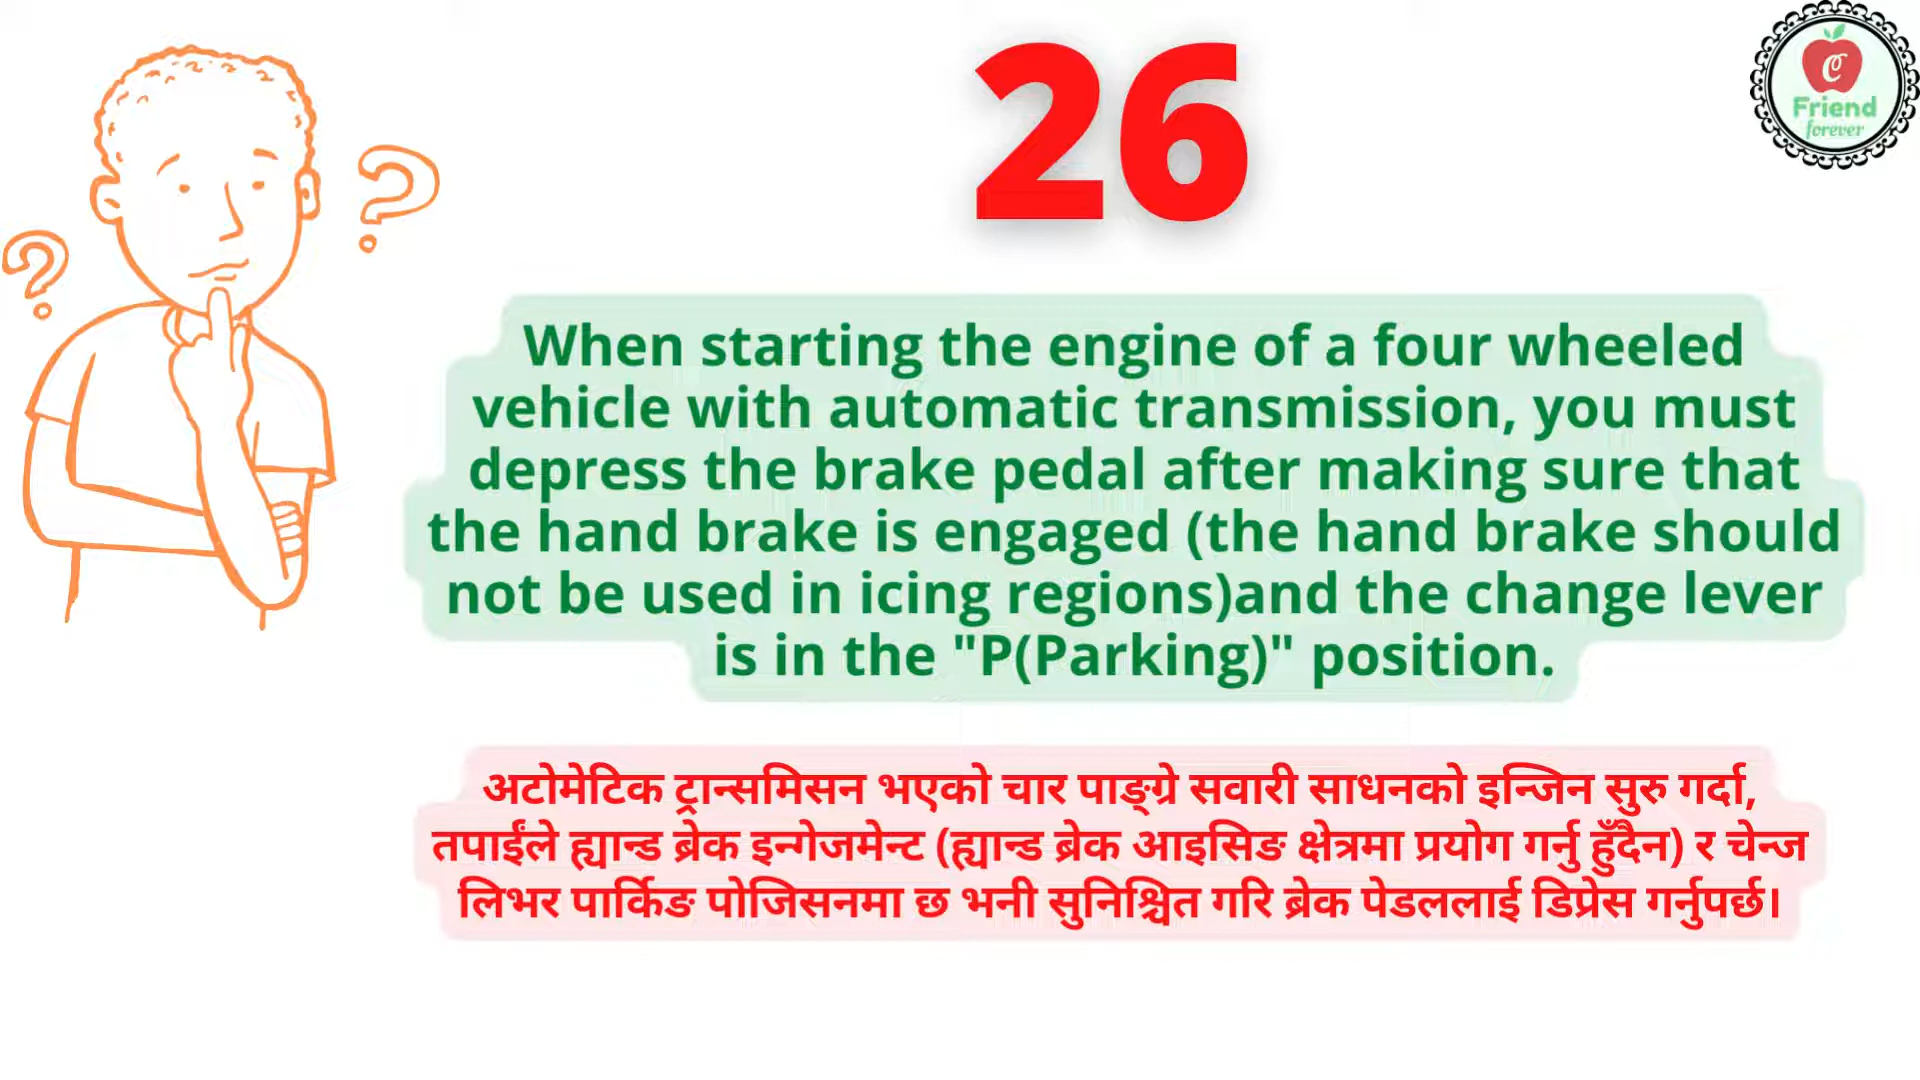 26
C
Friend
forever
When starting the engine of a four wheeled
vehicle with automatic transmission, you must
depress the brake pedal after making sure that
the hand brake is engaged (the hand brake should
not be used in icing regions)and the change lever
is in the "P(Parking)" position.
अटोमेटिक ट्रान्समिसन भएको चार पाङ्ग्रे सवारी साधनको इन्जिन सुरु गर्दा,
तपाईंले ह्यान्ड ब्रेक इन्गेजमेन्ट (ह्यान्ड ब्रेक आइसिङ क्षेत्रमा प्रयोग गर्नु हुँदैन) र चेन्ज
लिभर पार्किङ पोजिसनमा छ भनी सुनिश्चित गरि ब्रेक पेडललाई डिप्रेस गर्नुपर्छ।